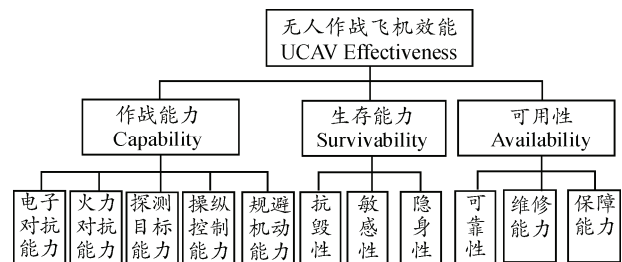 无人作战飞机效能
UCAV Effectiveness
作战能力
Capability
生存能力
Survivability
可用性
Availability
电子
对抗
能力
火力
对抗
能力
探测
目标
能力
操纵
控制
能力
规避
机动
能力
抗
毁
性
敏
感
性
隐
身
性
可
靠
性
维修
能力
保障
能力